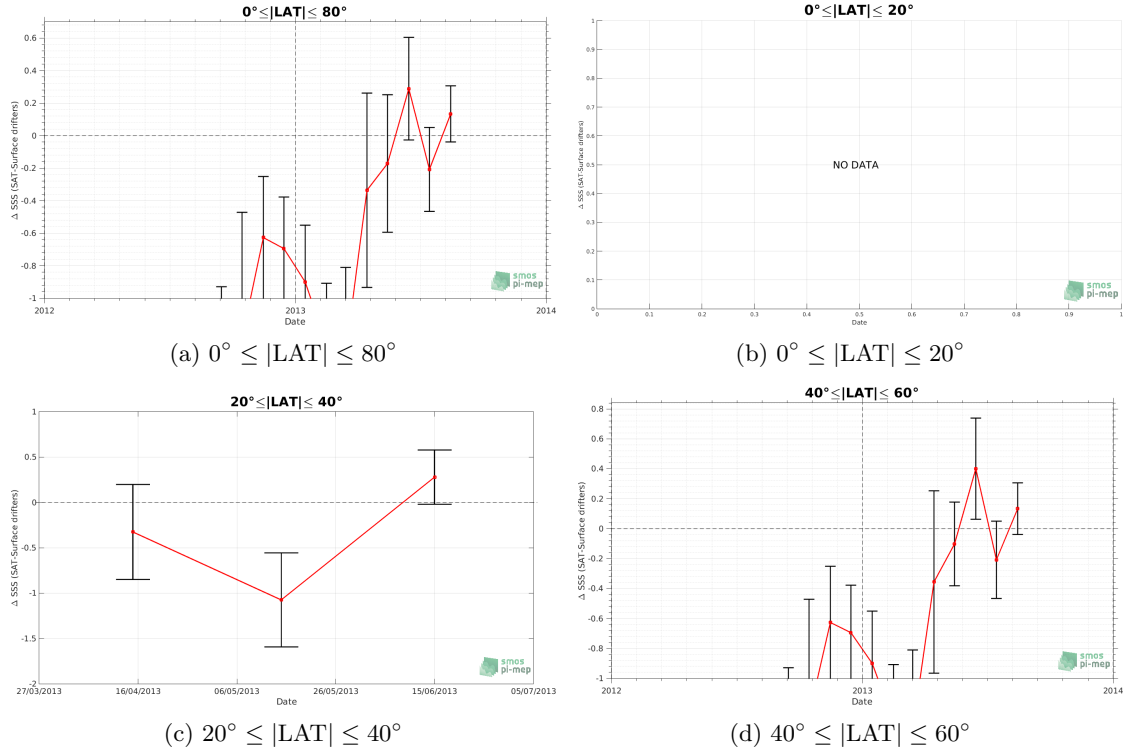 0°≤|LAT|≤ 80°
0.6
0.4
0.2
0
-0.2
-0.4
-0.6
-0.8
-1
Δ SSS (SAT-Surface drifters)
2012
2013
2014
Date
smos
pi-mep
(a) 0° ≤ |LAT| ≤ 80°
0°≤|LAT|≤ 20°
1
0.9
0.8
0.7
0.6
0.5
0.4
0.3
0.2
0.1
0
Δ SSS (SAT-Surface drifters)
NO DATA
0
0.1
0.2
0.3
0.4
0.5
0.6
0.7
0.8
0.9
1
Date
smos
pi-mep
(b) 0° ≤ |LAT| ≤ 20°
20°≤|LAT|≤ 40°
1
0.5
0
-0.5
-1
-1.5
-2
Δ SSS (SAT-Surface drifters)
27/03/2013
16/04/2013
06/05/2013
26/05/2013
15/06/2013
05/07/2013
Date
smos
pi-mep
(c) 20° ≤ |LAT| ≤ 40°
40°≤|LAT|≤ 60°
0.8
0.6
0.4
0.2
0
-0.2
-0.4
-0.6
-0.8
-1
Δ SSS (SAT-Surface drifters)
2012
2013
2014
Date
smos
pi-mep
(d) 40° ≤ |LAT| ≤ 60°